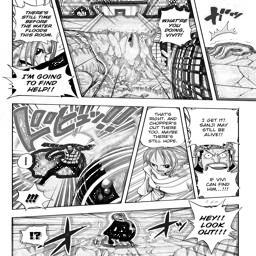 THERE'S
STILL TIME
BEFORE
THE WATER
FLOODS
THIS ROOM.
WHAT'RE
YOU
DOING,
VIVI?!
I'M GOING
TO FIND
HELP!!
THAT'S
RIGHT, AND
CHOPPER'S
OUT THERE
TOO. MAYBE
THERE'S
STILL HOPE.
I GET IT!
SANJI MAY
STILL BE
ALIVE!!
IF VIVI
CAN FIND
HIM...!!
!!!
!?
HEY!!
LOOK
OUT!!!